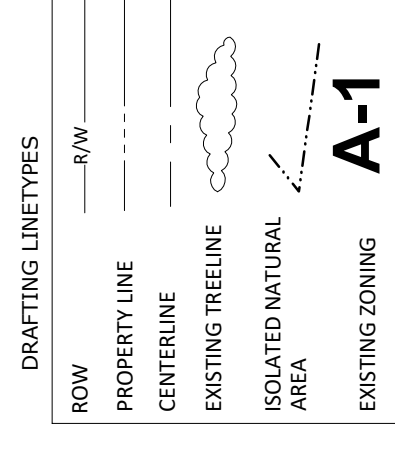 DRAFTING LINETYPES
ROW
R/W
PROPERTY LINE
CENTERLINE
EXISTING TREELINE
ISOLATED NATURAL
AREA
EXISTING ZONING
A-1